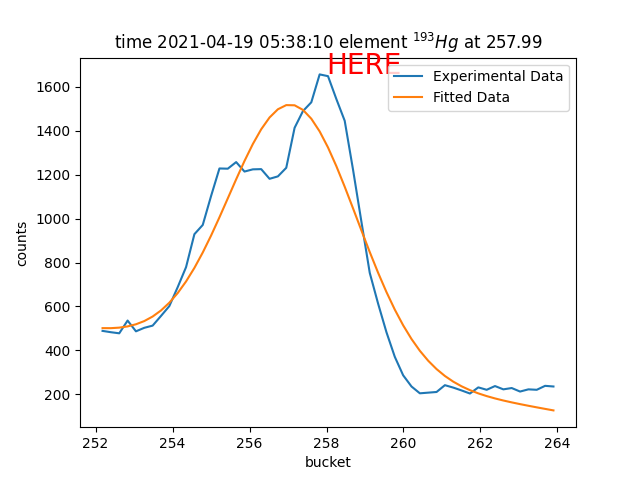 time 2021-04-19 05:38:10 element ¹⁹³Hg at 257.99
HERE
Experimental Data
Fitted Data
1600
1400
1200
1000
800
600
400
200
counts
252 254 256 258 260 262 264
bucket